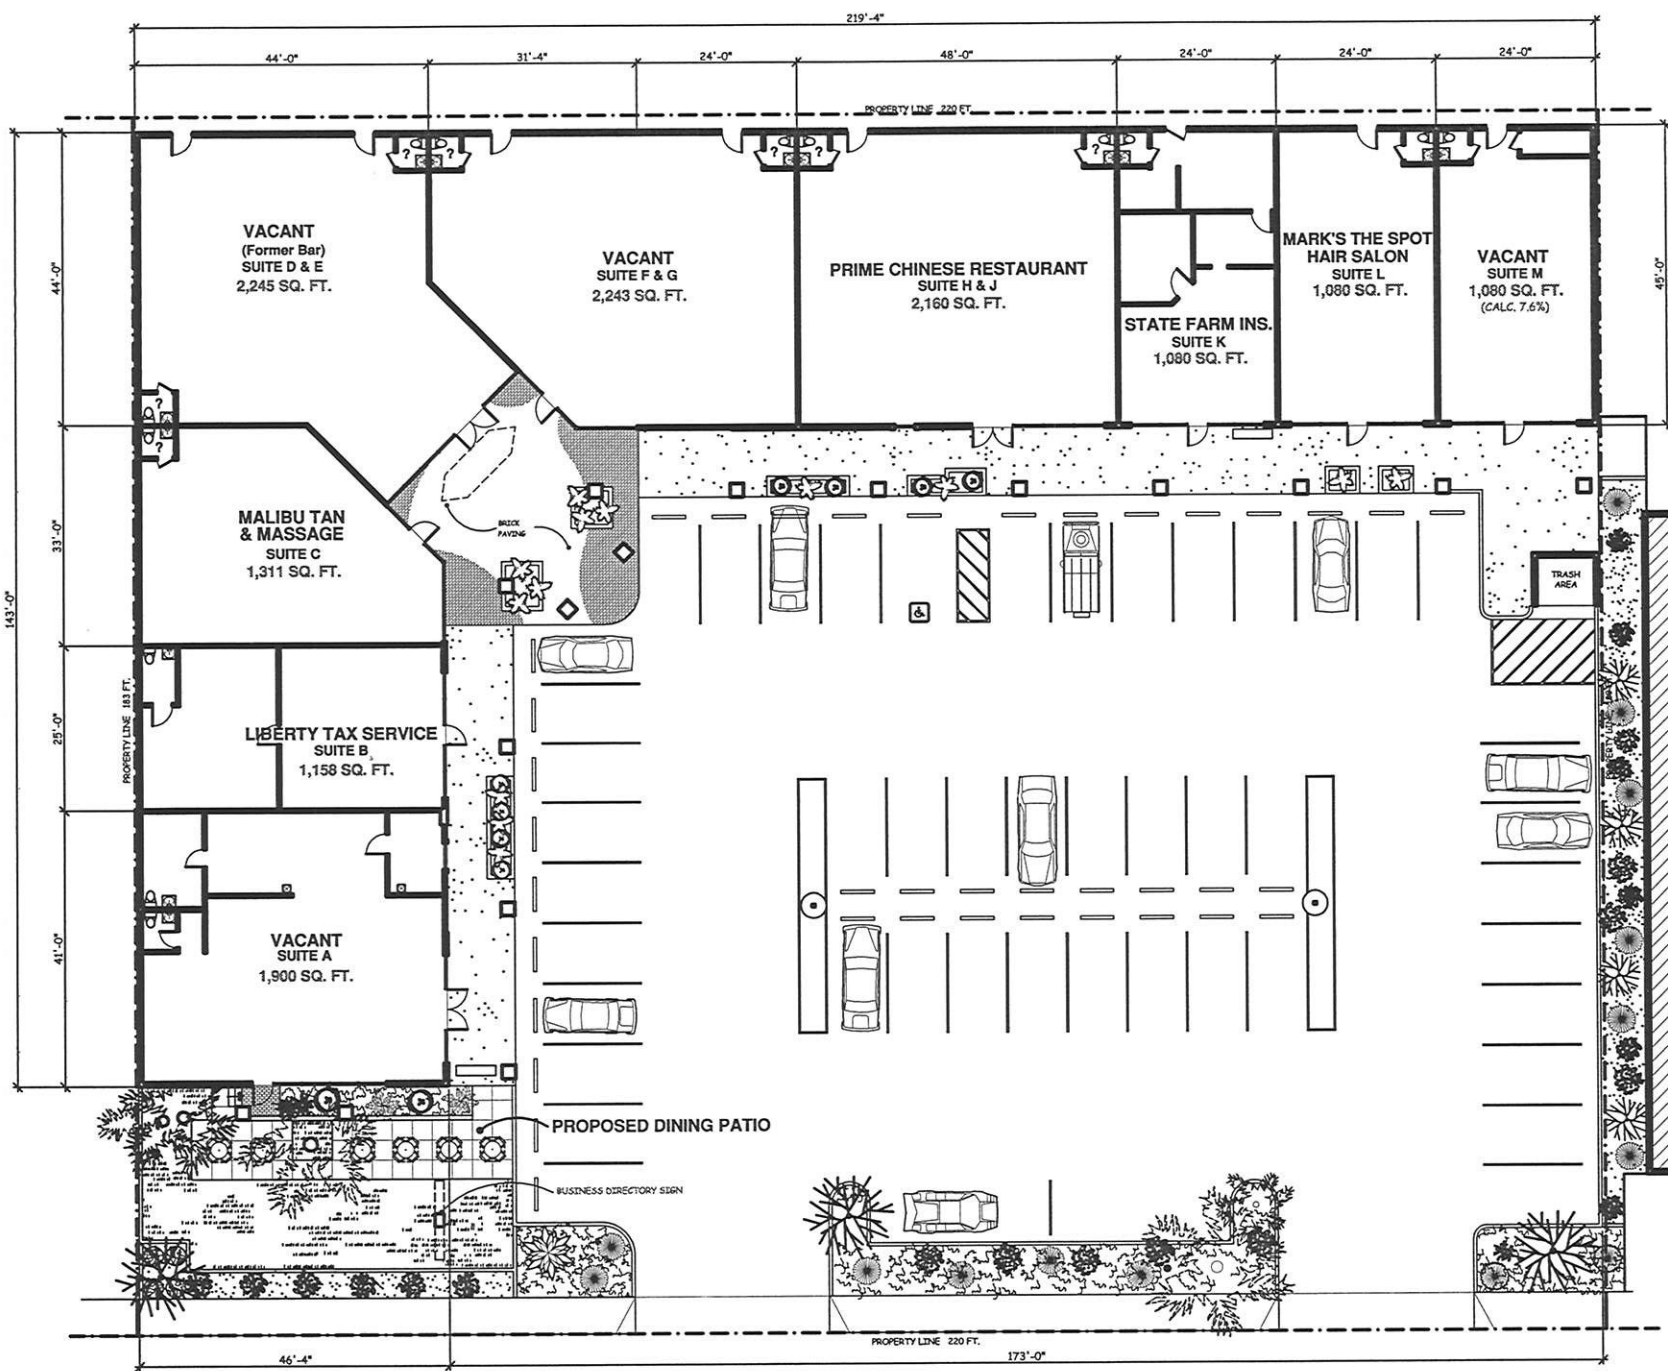 219'-4"
44'-0"
31'-4"
24'-0"
48'-0"
24'-0"
24'-0"
24'-0"
PROPERTY LINE 220 FT.
143'-0"
44'-0"
33'-0"
25'-0"
41'-0"
45'-0"
PROPERTY LINE 183 FT.
VACANT
(Former Bar)
SUITE D & E
2,245 SQ. FT.
VACANT
SUITE F & G
2,243 SQ. FT.
PRIME CHINESE RESTAURANT
SUITE H & J
2,160 SQ. FT.
STATE FARM INS.
SUITE K
1,080 SQ. FT.
MARK'S THE SPOT
HAIR SALON
SUITE L
1,080 SQ. FT.
VACANT
SUITE M
1,080 SQ. FT.
(CALC. 7.6%)
?
?
?
?
?
?
?
BRICK
PAVING
MALIBU TAN
& MASSAGE
SUITE C
1,311 SQ. FT.
TRASH
AREA
LIBERTY TAX SERVICE
SUITE B
1,158 SQ. FT.
VACANT
SUITE A
1,900 SQ. FT.
PROPOSED DINING PATIO
BUSINESS DIRECTORY SIGN
PROPERTY LINE 220 FT.
46'-4"
173'-0"